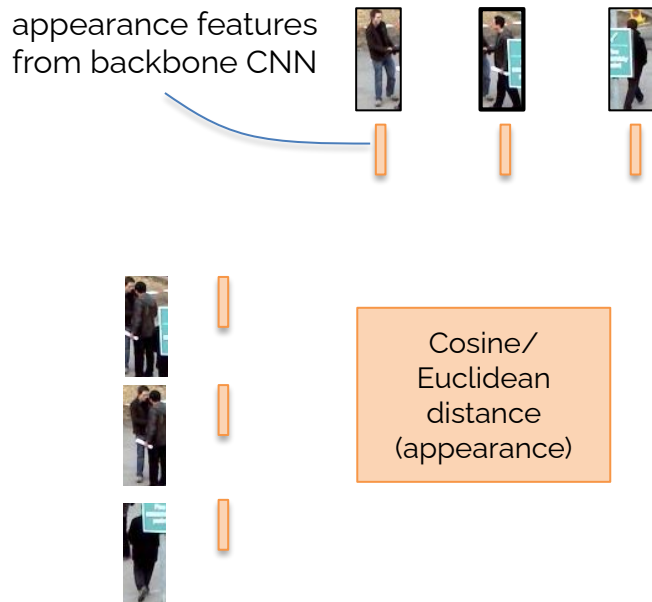 appearance features
from backbone CNN
Cosine/
Euclidean
distance
(appearance)